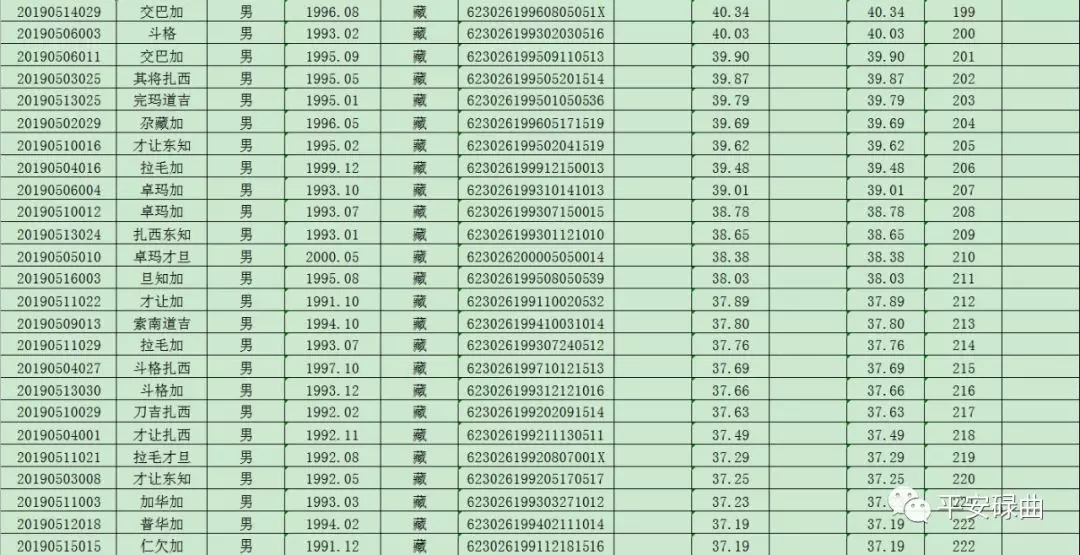 20190514029 交巴加 男 1996.08 藏 62302619960805051X 40.34 40.34 199
20190506003 斗格 男 1993.02 藏 623026199302030516 40.03 40.03 200
20190506011 交巴加 男 1995.09 藏 623026199509110513 39.90 39.90 201
20190503025 其将扎西 男 1995.05 藏 623026199505201514 39.87 39.87 202
20190513025 完玛道吉 男 1995.01 藏 623026199501050536 39.79 39.79 203
20190502029 尕藏加 男 1996.05 藏 623026199605171519 39.69 39.69 204
20190510016 才让东知 男 1995.02 藏 623026199502041519 39.62 39.62 205
20190504016 拉毛加 男 1999.12 藏 623026199912150013 39.48 39.48 206
20190506004 卓玛加 男 1993.10 藏 623026199310141013 39.01 39.01 207
20190510012 卓玛加 男 1993.07 藏 623026199307150015 38.78 38.78 208
20190513024 扎西东知 男 1993.01 藏 623026199301121010 38.65 38.65 209
20190505010 卓玛才旦 男 2000.05 藏 623026200005050014 38.38 38.38 210
20190516003 旦知加 男 1995.08 藏 623026199508050539 38.03 38.03 211
20190511022 才让加 男 1991.10 藏 623026199110020532 37.89 37.89 212
20190509013 索南道吉 男 1994.10 藏 623026199410031014 37.80 37.80 213
20190511029 拉毛加 男 1993.07 藏 623026199307240512 37.76 37.76 214
20190504027 斗格扎西 男 1997.10 藏 623026199710121513 37.69 37.69 215
20190513030 斗格加 男 1993.12 藏 623026199312121016 37.66 37.66 216
20190510029 刀吉扎西 男 1992.02 藏 623026199202091514 37.63 37.63 217
20190504001 才让扎西 男 1992.11 藏 623026199211130511 37.49 37.49 218
20190511021 拉毛才旦 男 1992.08 藏 62302619920807001X 37.29 37.29 219
20190503008 才让东知 男 1992.05 藏 623026199205170517 37.25 37.25 220
20190511003 加华加 男 1993.03 藏 623026199303271012 37.23
平安碌曲
20190512018 普华加 男 1994.02 藏 623026199402111014 37.19 37.19 222
20190515015 仁欠加 男 1991.12 藏 623026199112181516 37.19 37.19 222